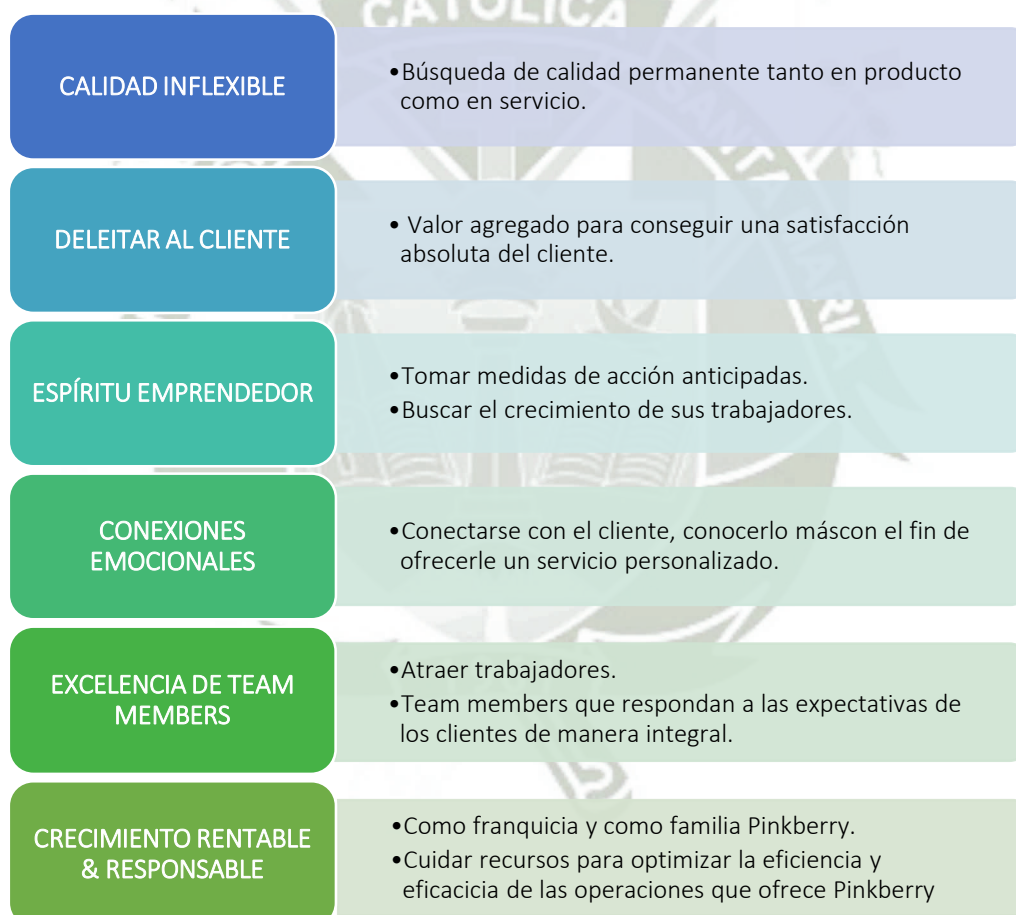 CATOLICA
SANTA
MARIA
CALIDAD INFLEXIBLE
•Búsqueda de calidad permanente tanto en producto
como en servicio.
DELEITAR AL CLIENTE
• Valor agregado para conseguir una satisfacción
absoluta del cliente.
ESPÍRITU EMPRENDEDOR
•Tomar medidas de acción anticipadas.
•Buscar el crecimiento de sus trabajadores.
CONEXIONES
EMOCIONALES
•Conectarse con el cliente, conocerlo máscon el fin de
ofrecerle un servicio personalizado.
EXCELENCIA DE TEAM
MEMBERS
•Atraer trabajadores.
•Team members que respondan a las expectativas de
los clientes de manera integral.
CRECIMIENTO RENTABLE
& RESPONSABLE
•Como franquicia y como familia Pinkberry.
•Cuidar recursos para optimizar la eficiencia y
eficacicia de las operaciones que ofrece Pinkberry